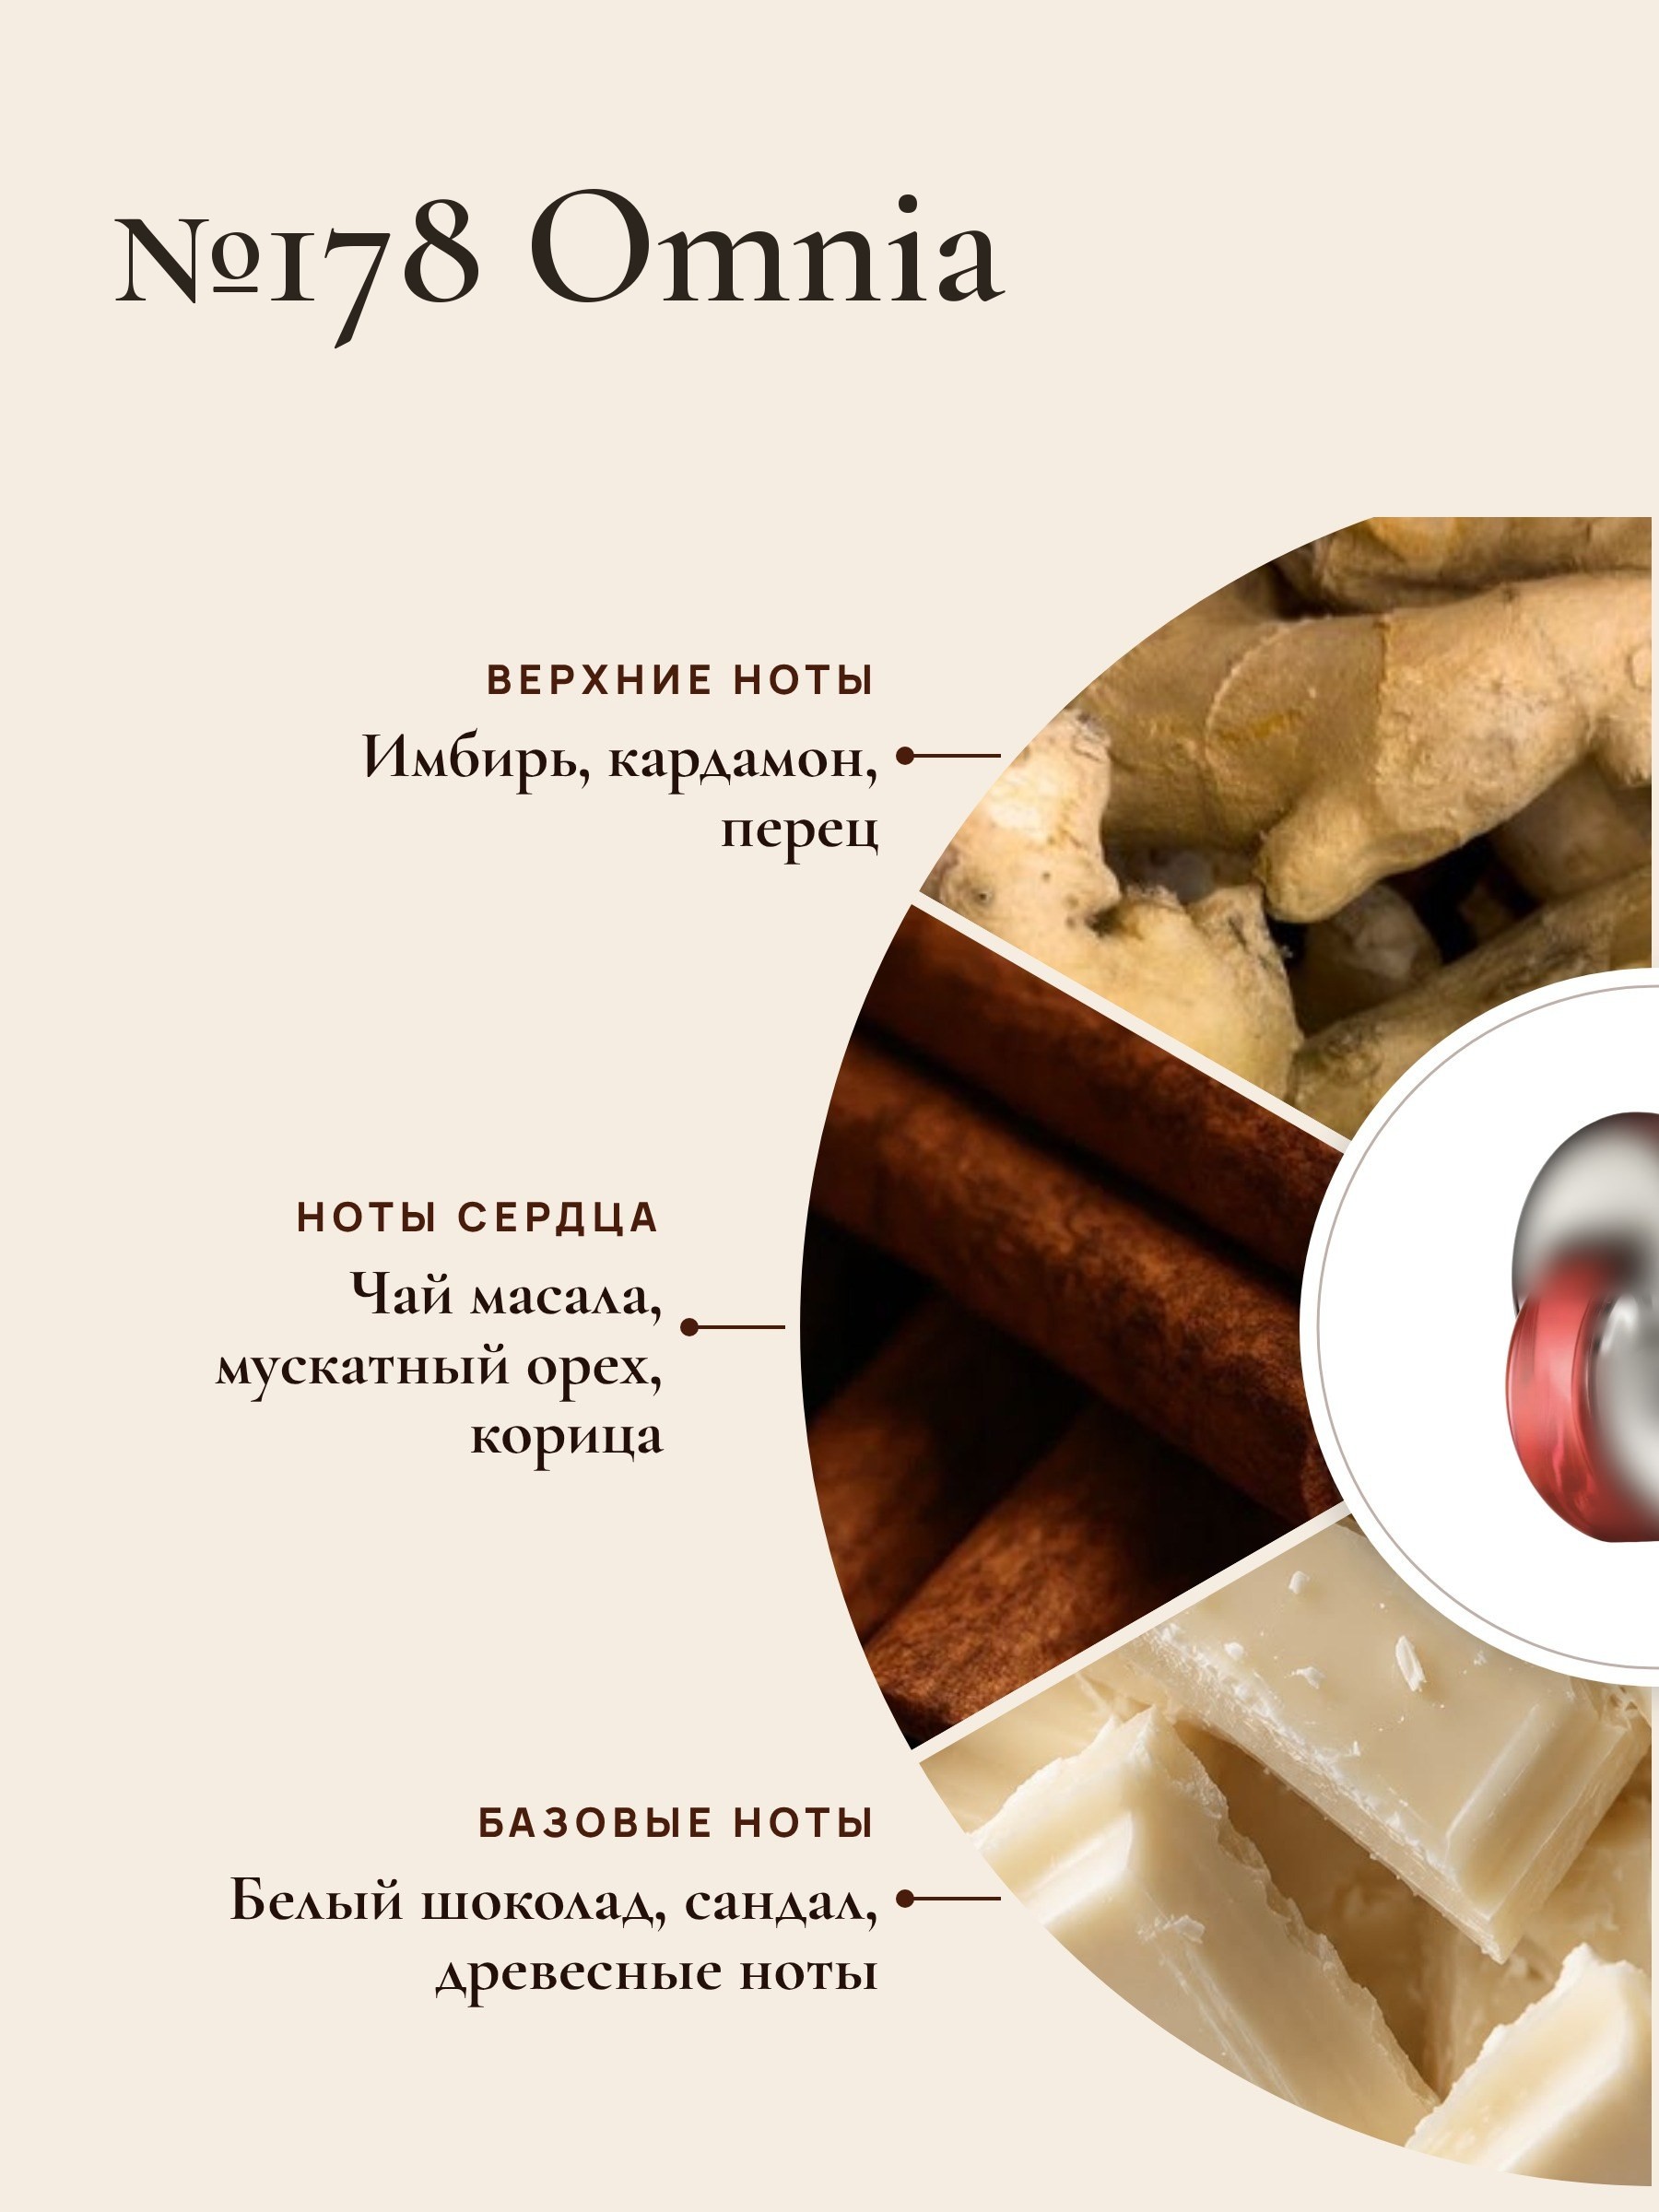 №178 Omnia
ВЕРХНИЕ НОТЫ
Имбирь, кардамон,
перец
НОТЫ СЕРДЦА
Чай масала,
мускатный орех,
корица
БАЗОВЫЕ НОТЫ
Белый шоколад, сандал,
древесные ноты